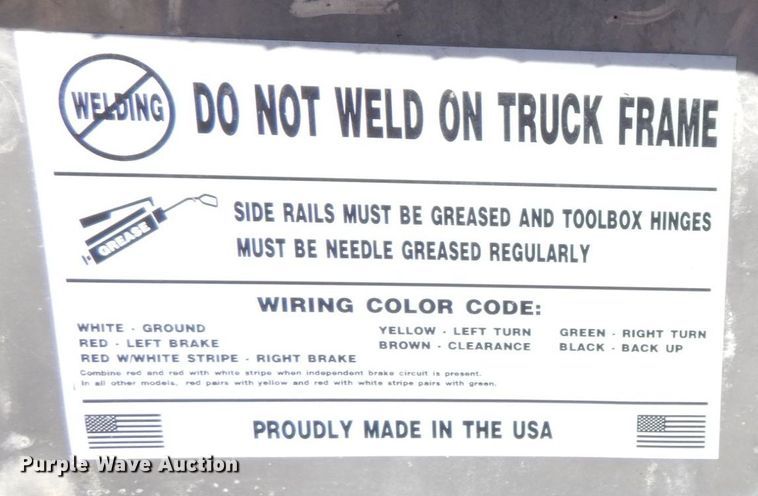 WELDING
DO NOT WELD ON TRUCK FRAME
GREASE
SIDE RAILS MUST BE GREASED AND TOOLBOX HINGES
MUST BE NEEDLE GREASED REGULARLY
WIRING COLOR CODE:
WHITE - GROUND
RED - LEFT BRAKE
RED W/WHITE STRIPE - RIGHT BRAKE
YELLOW - LEFT TURN
BROWN - CLEARANCE
GREEN - RIGHT TURN
BLACK - BACK UP
Combine red and red with white stripe when independent brake circuit is present.
In all other models, red pairs with yellow and red with white stripe pairs with green.
PROUDLY MADE IN THE USA
Purple Wave Auction